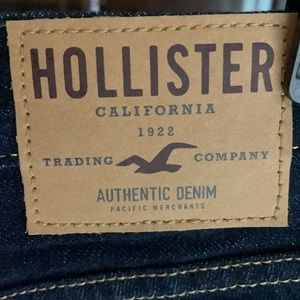 HOLLISTER
CALIFORNIA
1922
TRADING COMPANY
AUTHENTIC DENIM
PACIFIC MERCHANTS